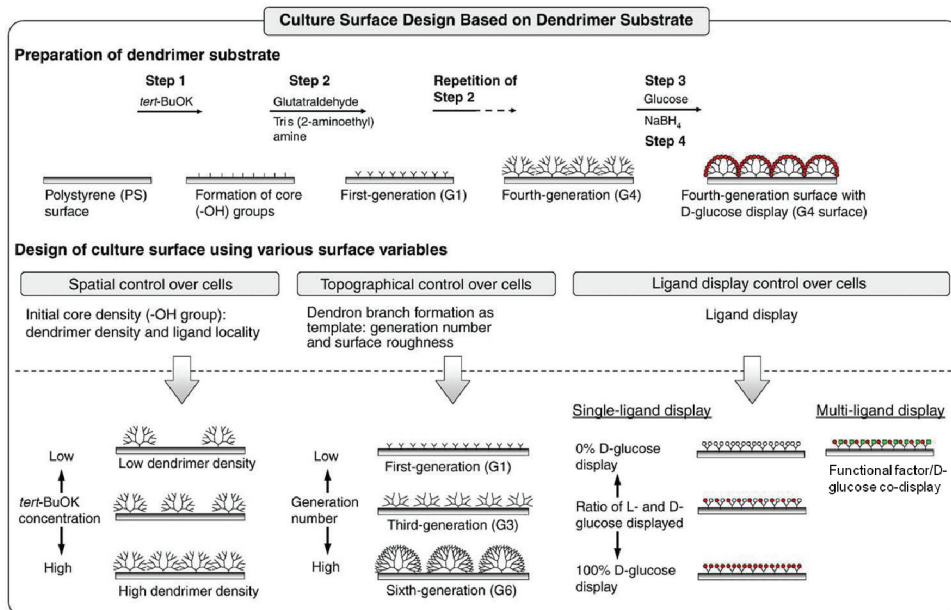 Culture Surface Design Based on Dendrimer Substrate
Preparation of dendrimer substrate
Step 1
tert-BuOK
Step 2
Glutatraldehyde
Tris (2-aminoethyl)
amine
Repetition of
Step 2
Step 3
Glucose
NaBH₄
Step 4
Polystyrene (PS)
surface
Formation of core
(-OH) groups
First-generation (G1)
Fourth-generation (G4)
Fourth-generation surface with
D-glucose display (G4 surface)
Design of culture surface using various surface variables
Spatial control over cells
Initial core density (-OH group):
dendrimer density and ligand locality
Topographical control over cells
Dendron branch formation as
template: generation number
and surface roughness
Ligand display control over cells
Ligand display
Low
tert-BuOK
concentration
High
Low dendrimer density
High dendrimer density
Low
Generation
number
High
First-generation (G1)
Third-generation (G3)
Sixth-generation (G6)
Single-ligand display
0% D-glucose
display
Ratio of L- and D-
glucose displayed
100% D-glucose
display
Multi-ligand display
Functional factor/D-
glucose co-display